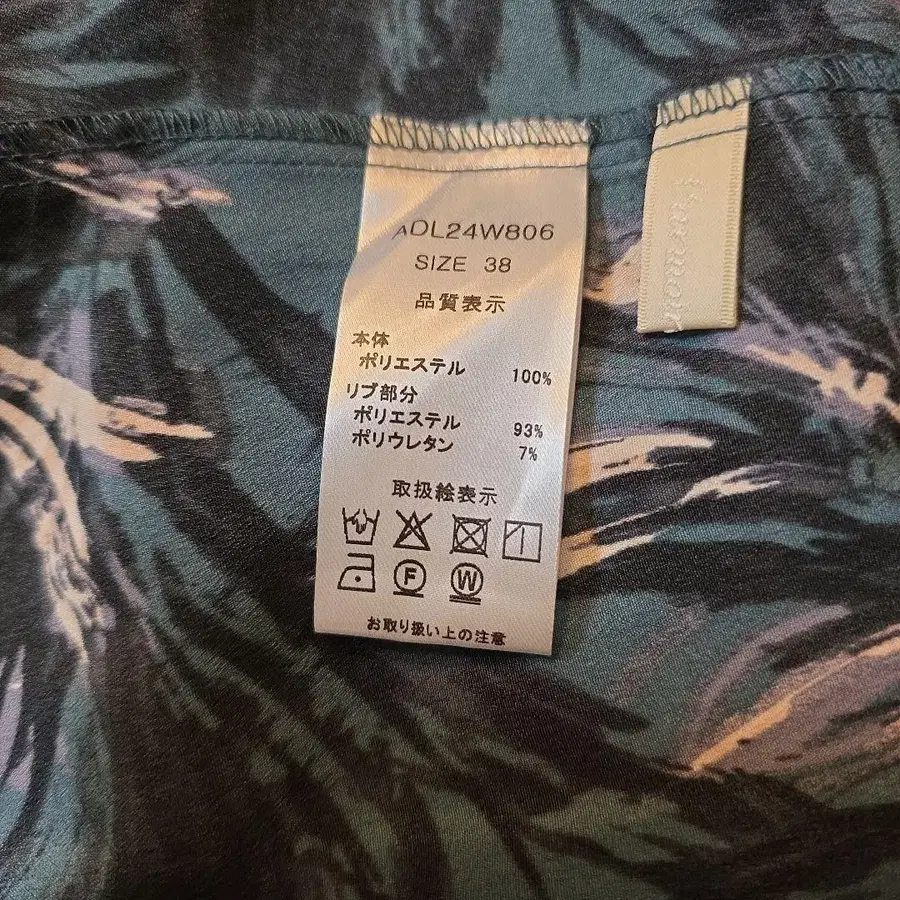 ADL24W806
SIZE 38
品質表示
本体
ポリエステル 100%
リブ部分
ポリエステル 93%
ポリウレタン 7%
取扱絵表示
F W
お取り扱い上の注意